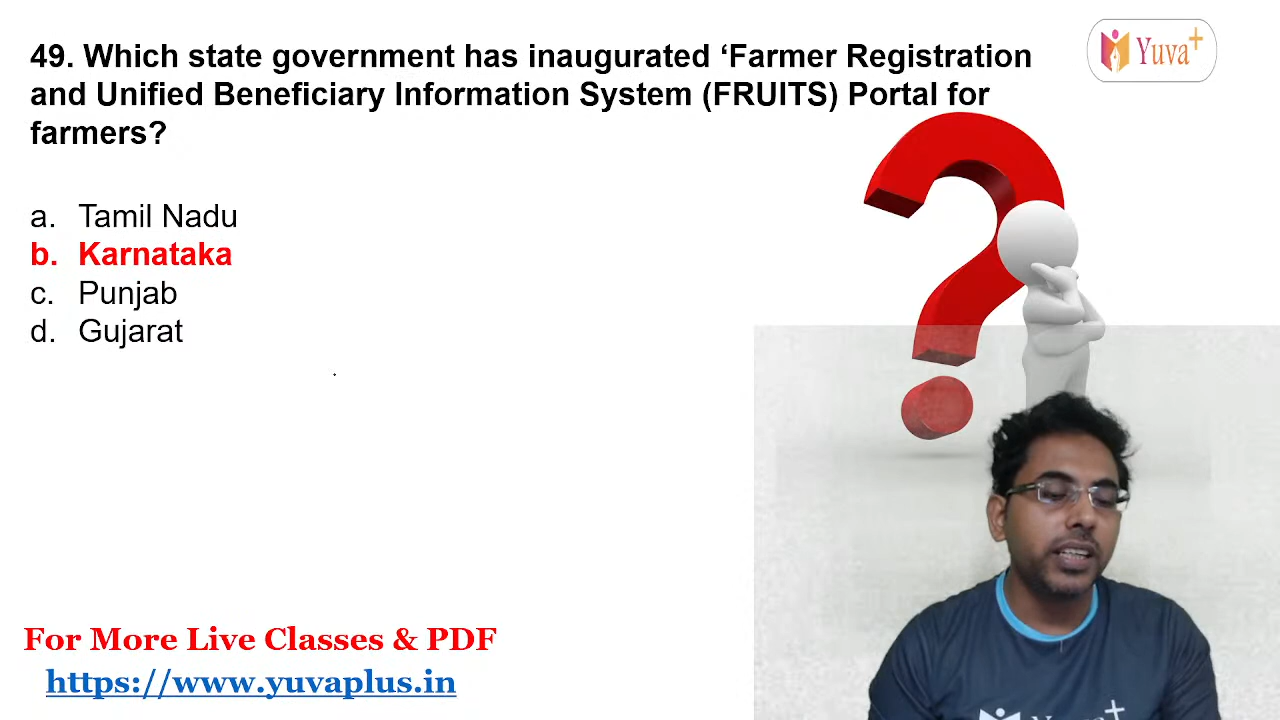 49. Which state government has inaugurated ‘Farmer Registration
and Unified Beneficiary Information System (FRUITS) Portal for
farmers?
Yuva+
a. Tamil Nadu
b. Karnataka
c. Punjab
d. Gujarat
For More Live Classes & PDF
https://www.yuvaplus.in